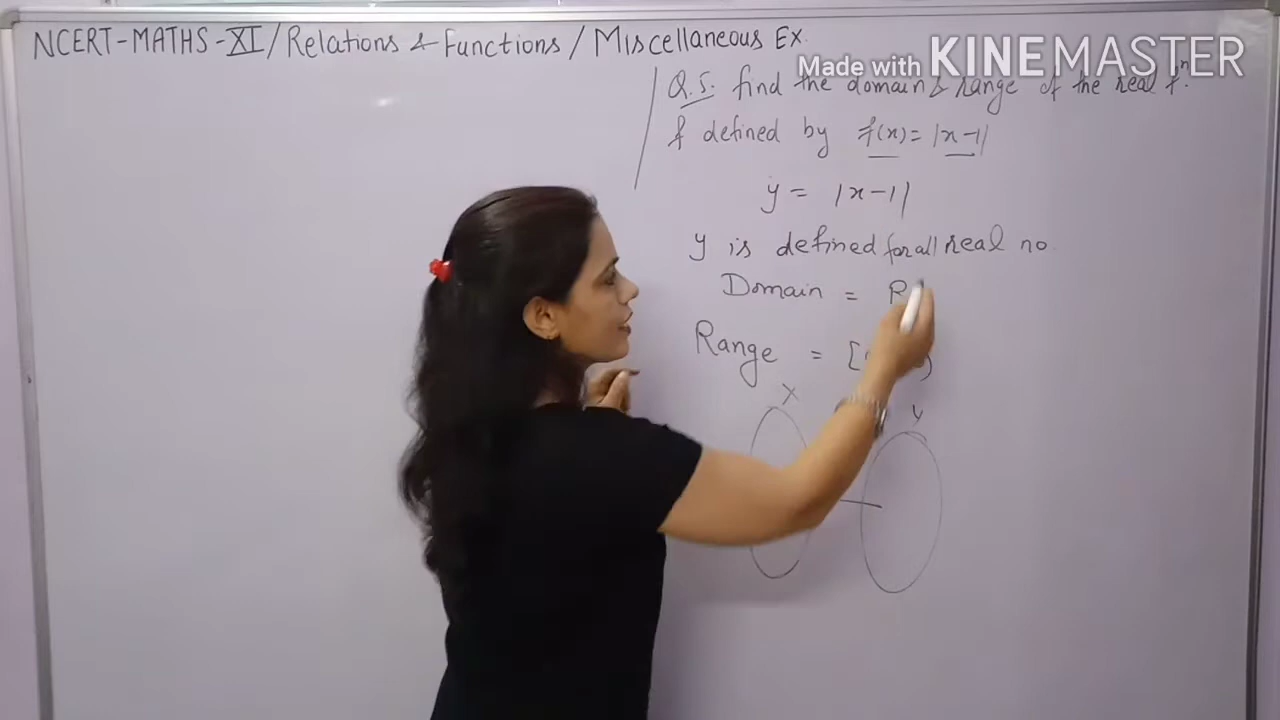 NCERT-MATHS-XI/Relations & Functions/Miscellaneous Ex.
Made with KINEMASTER
Q.5. find the domain & range of the real fⁿ.
f defined by f(x) = |x-1|
y = |x-1|
y is defined for all real no
Domain = R
Range = [
X
Y